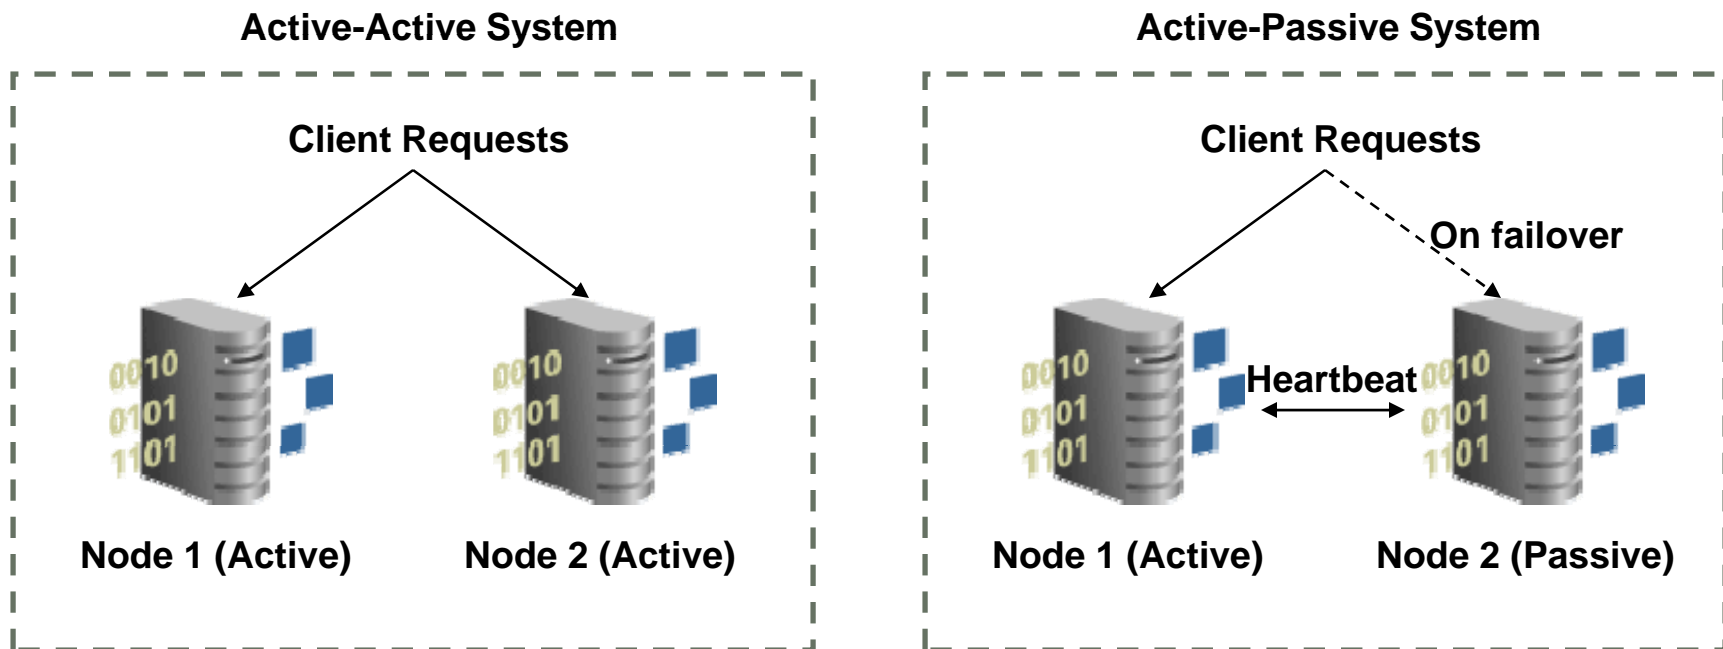 Active-Active System
Client Requests
0010
0101
1101
0010
0101
1101
Node 1 (Active)
Node 2 (Active)
Active-Passive System
Client Requests
On failover
0010
0101
1101
Heartbeat
0010
0101
1101
Node 1 (Active)
Node 2 (Passive)